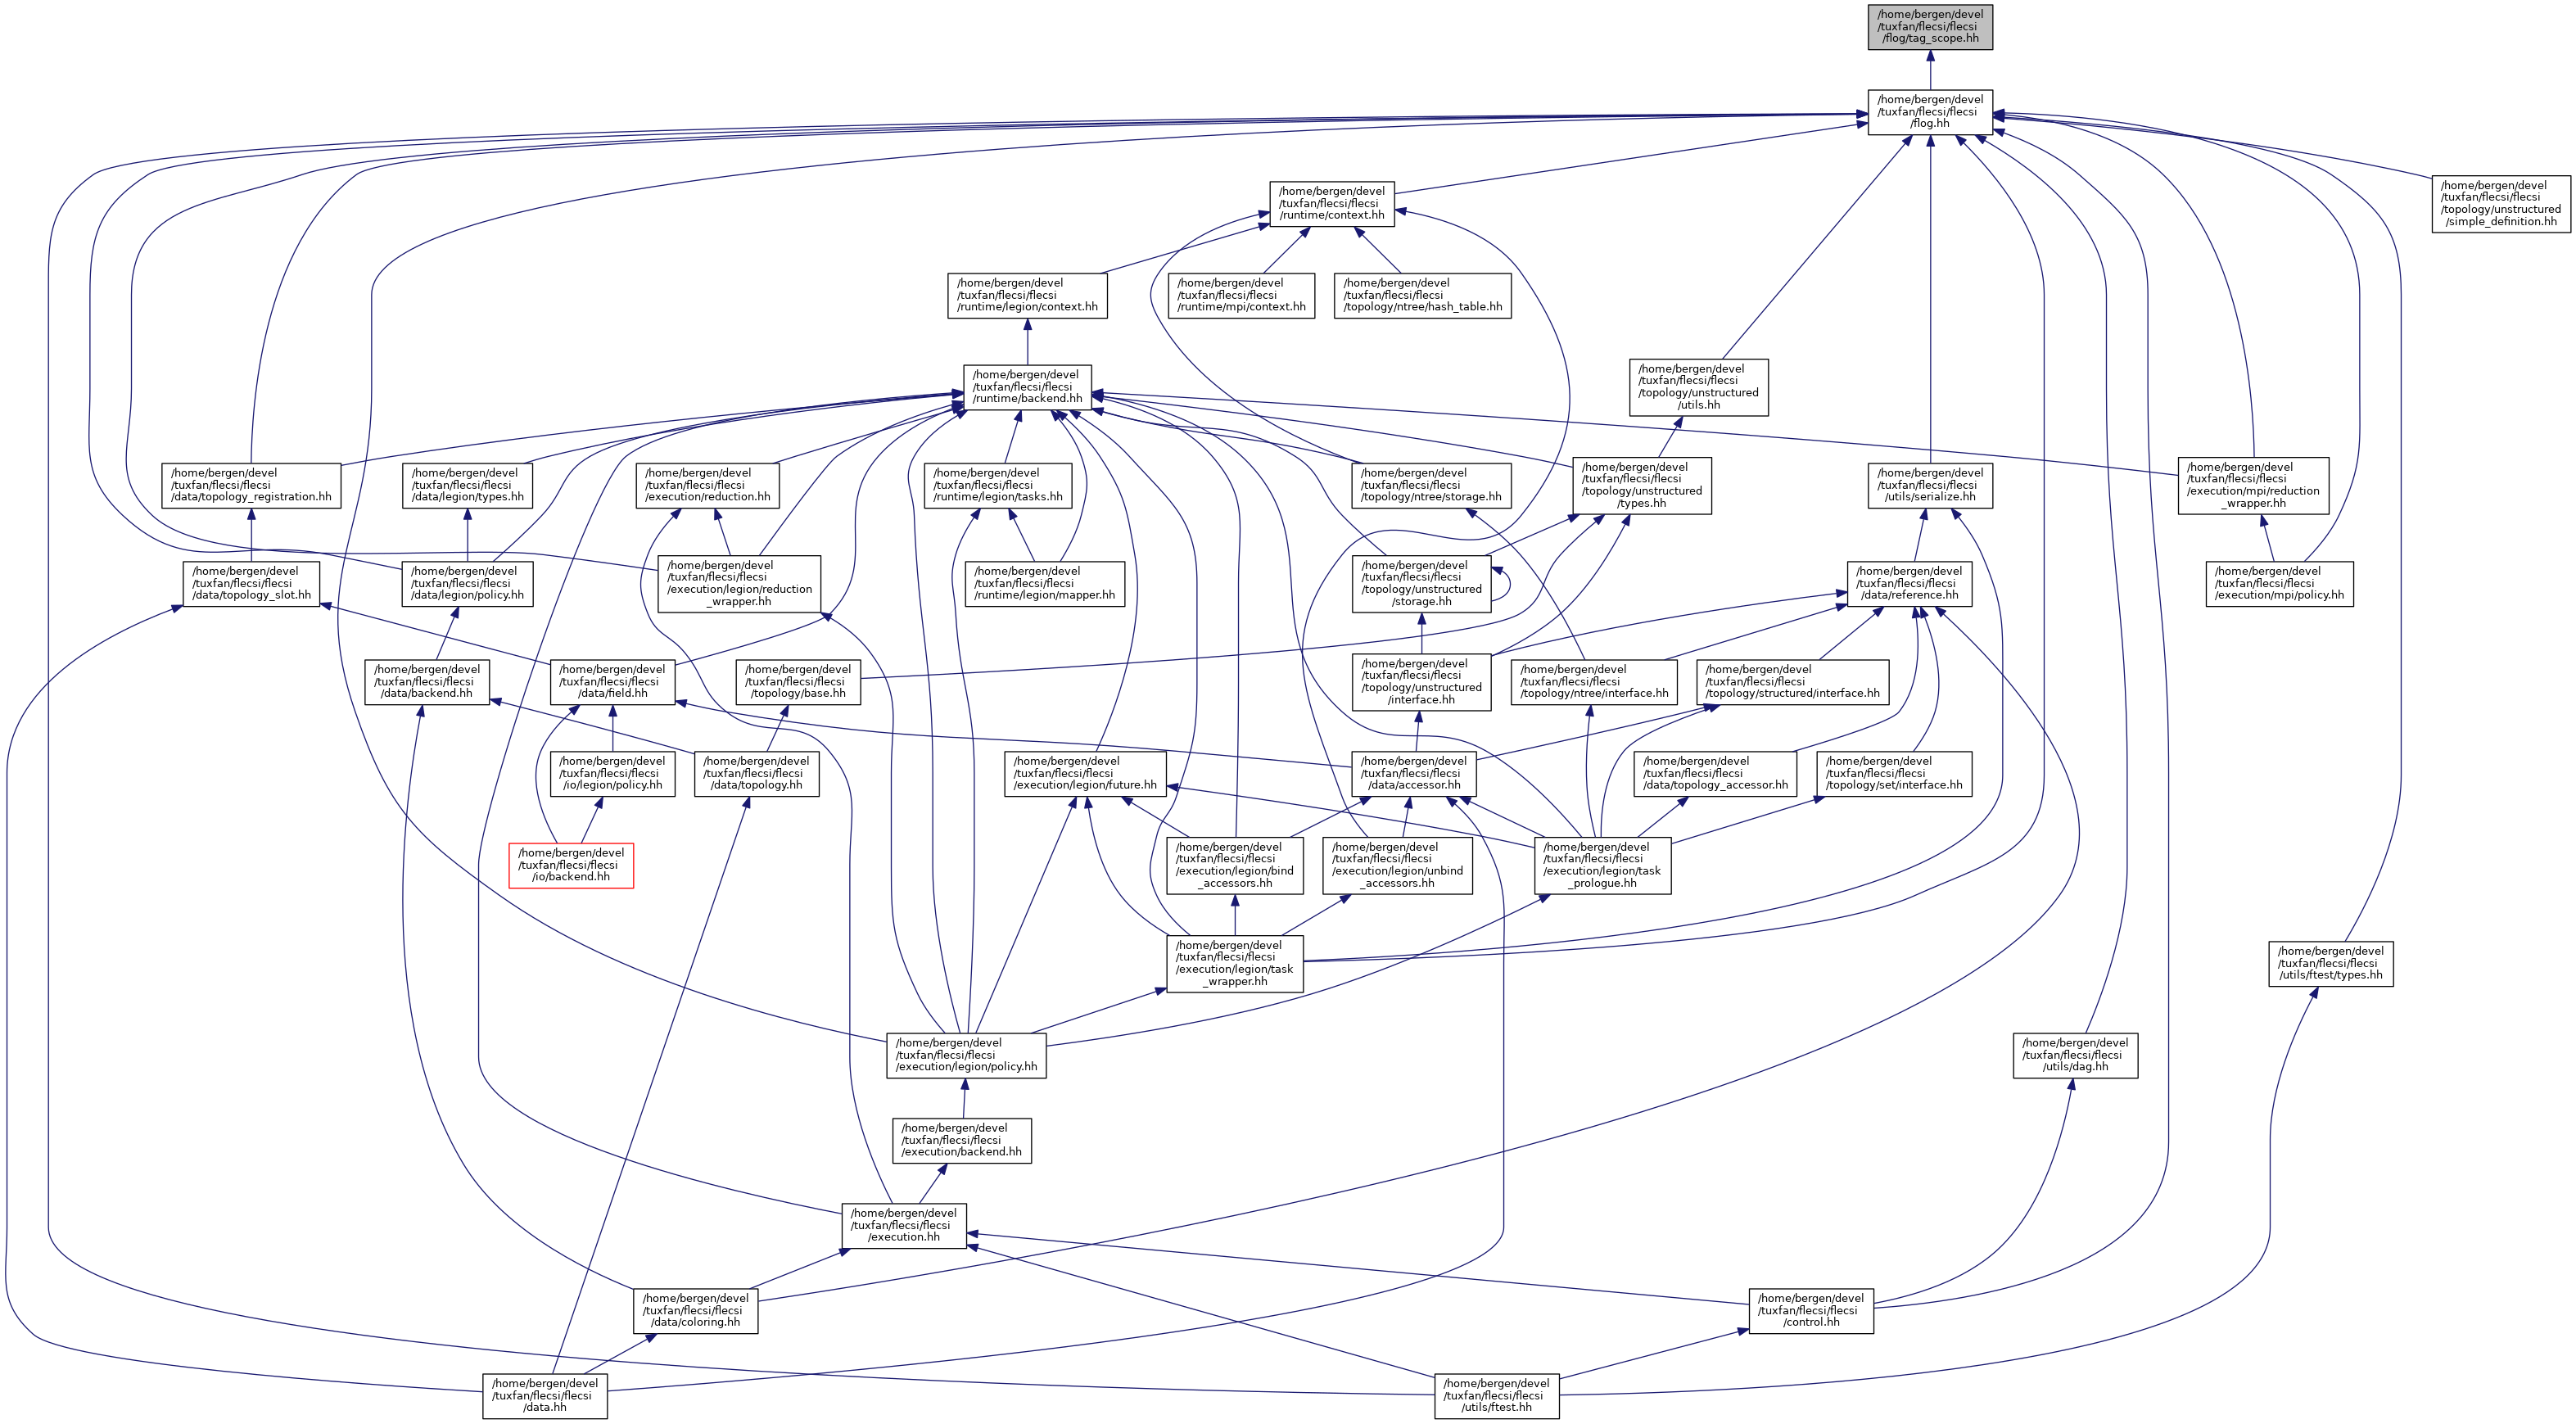 /home/bergen/devel
/tuxfan/flecsi/flecsi
/flog/tag_scope.hh
/home/bergen/devel
/tuxfan/flecsi/flecsi
/flog.hh
/home/bergen/devel
/tuxfan/flecsi/flecsi
/runtime/context.hh
/home/bergen/devel
/tuxfan/flecsi/flecsi
/topology/unstructured
/simple_definition.hh
/home/bergen/devel
/tuxfan/flecsi/flecsi
/runtime/legion/context.hh
/home/bergen/devel
/tuxfan/flecsi/flecsi
/runtime/mpi/context.hh
/home/bergen/devel
/tuxfan/flecsi/flecsi
/topology/ntree/hash_table.hh
/home/bergen/devel
/tuxfan/flecsi/flecsi
/runtime/backend.hh
/home/bergen/devel
/tuxfan/flecsi/flecsi
/topology/unstructured
/utils.hh
/home/bergen/devel
/tuxfan/flecsi/flecsi
/data/topology_registration.hh
/home/bergen/devel
/tuxfan/flecsi/flecsi
/data/legion/types.hh
/home/bergen/devel
/tuxfan/flecsi/flecsi
/execution/reduction.hh
/home/bergen/devel
/tuxfan/flecsi/flecsi
/runtime/legion/tasks.hh
/home/bergen/devel
/tuxfan/flecsi/flecsi
/topology/ntree/storage.hh
/home/bergen/devel
/tuxfan/flecsi/flecsi
/topology/unstructured
/types.hh
/home/bergen/devel
/tuxfan/flecsi/flecsi
/utils/serialize.hh
/home/bergen/devel
/tuxfan/flecsi/flecsi
/execution/mpi/reduction
_wrapper.hh
/home/bergen/devel
/tuxfan/flecsi/flecsi
/data/topology_slot.hh
/home/bergen/devel
/tuxfan/flecsi/flecsi
/data/legion/policy.hh
/home/bergen/devel
/tuxfan/flecsi/flecsi
/execution/legion/reduction
_wrapper.hh
/home/bergen/devel
/tuxfan/flecsi/flecsi
/runtime/legion/mapper.hh
/home/bergen/devel
/tuxfan/flecsi/flecsi
/topology/unstructured
/storage.hh
/home/bergen/devel
/tuxfan/flecsi/flecsi
/data/reference.hh
/home/bergen/devel
/tuxfan/flecsi/flecsi
/execution/mpi/policy.hh
/home/bergen/devel
/tuxfan/flecsi/flecsi
/data/backend.hh
/home/bergen/devel
/tuxfan/flecsi/flecsi
/data/field.hh
/home/bergen/devel
/tuxfan/flecsi/flecsi
/topology/base.hh
/home/bergen/devel
/tuxfan/flecsi/flecsi
/topology/unstructured
/interface.hh
/home/bergen/devel
/tuxfan/flecsi/flecsi
/topology/ntree/interface.hh
/home/bergen/devel
/tuxfan/flecsi/flecsi
/topology/structured/interface.hh
/home/bergen/devel
/tuxfan/flecsi/flecsi
/io/legion/policy.hh
/home/bergen/devel
/tuxfan/flecsi/flecsi
/data/topology.hh
/home/bergen/devel
/tuxfan/flecsi/flecsi
/execution/legion/future.hh
/home/bergen/devel
/tuxfan/flecsi/flecsi
/data/accessor.hh
/home/bergen/devel
/tuxfan/flecsi/flecsi
/data/topology_accessor.hh
/home/bergen/devel
/tuxfan/flecsi/flecsi
/topology/set/interface.hh
/home/bergen/devel
/tuxfan/flecsi/flecsi
/io/backend.hh
/home/bergen/devel
/tuxfan/flecsi/flecsi
/execution/legion/bind
_accessors.hh
/home/bergen/devel
/tuxfan/flecsi/flecsi
/execution/legion/unbind
_accessors.hh
/home/bergen/devel
/tuxfan/flecsi/flecsi
/execution/legion/task
_prologue.hh
/home/bergen/devel
/tuxfan/flecsi/flecsi
/execution/legion/task
_wrapper.hh
/home/bergen/devel
/tuxfan/flecsi/flecsi
/utils/ftest/types.hh
/home/bergen/devel
/tuxfan/flecsi/flecsi
/execution/legion/policy.hh
/home/bergen/devel
/tuxfan/flecsi/flecsi
/utils/dag.hh
/home/bergen/devel
/tuxfan/flecsi/flecsi
/execution/backend.hh
/home/bergen/devel
/tuxfan/flecsi/flecsi
/execution.hh
/home/bergen/devel
/tuxfan/flecsi/flecsi
/data/coloring.hh
/home/bergen/devel
/tuxfan/flecsi/flecsi
/control.hh
/home/bergen/devel
/tuxfan/flecsi/flecsi
/data.hh
/home/bergen/devel
/tuxfan/flecsi/flecsi
/utils/ftest.hh